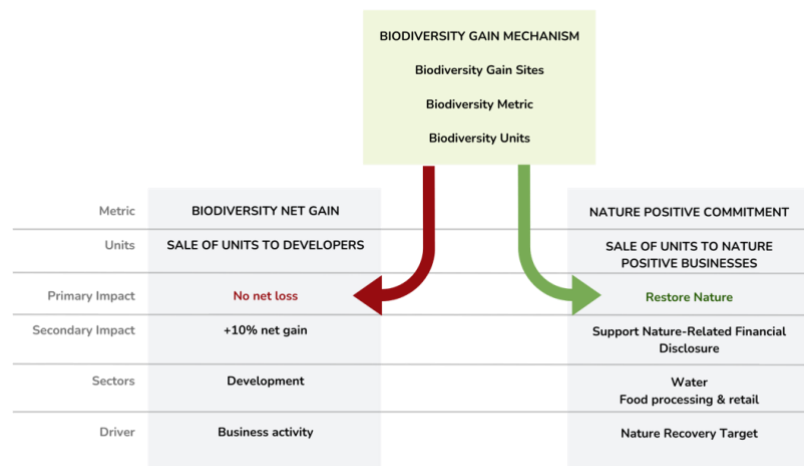 BIODIVERSITY GAIN MECHANISM
Biodiversity Gain Sites
Biodiversity Metric
Biodiversity Units
Metric
BIODIVERSITY NET GAIN
NATURE POSITIVE COMMITMENT
Units
SALE OF UNITS TO DEVELOPERS
SALE OF UNITS TO NATURE
POSITIVE BUSINESSES
Primary Impact
No net loss
Restore Nature
Secondary Impact
+10% net gain
Support Nature-Related Financial
Disclosure
Sectors
Development
Water
Food processing & retail
Driver
Business activity
Nature Recovery Target